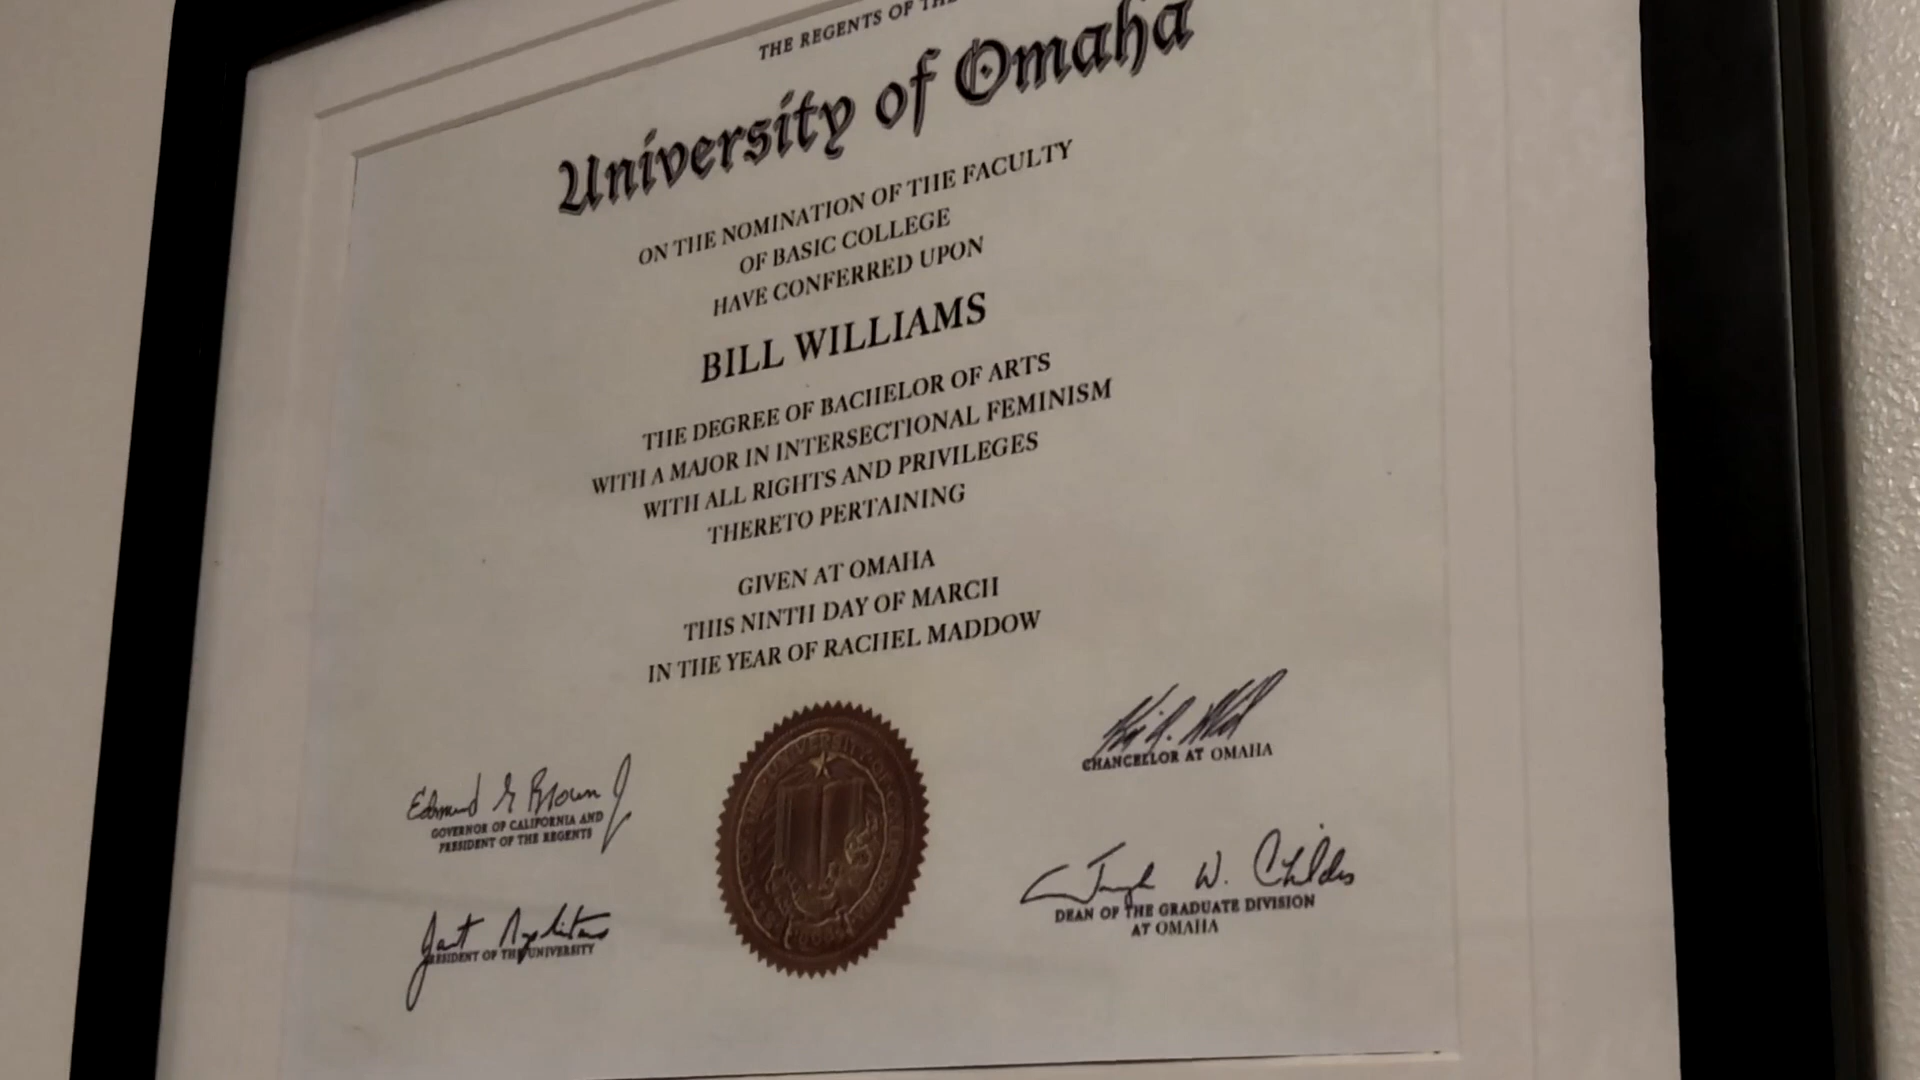 THE REGENTS OF THE
University of Omaha
ON THE NOMINATION OF THE FACULTY
OF BASIC COLLEGE
HAVE CONFERRED UPON
BILL WILLIAMS
THE DEGREE OF BACHELOR OF ARTS
WITH A MAJOR IN INTERSECTIONAL FEMINISM
WITH ALL RIGHTS AND PRIVILEGES
THERETO PERTAINING
GIVEN AT OMAHA
THIS NINTH DAY OF MARCH
IN THE YEAR OF RACHEL MADDOW
Edmund G Brown J
GOVERNOR OF CALIFORNIA AND
PRESIDENT OF THE REGENTS
CHANCELLOR AT OMAHA
PRESIDENT OF THE UNIVERSITY
W. Childs
DEAN OF THE GRADUATE DIVISION
AT OMAHA